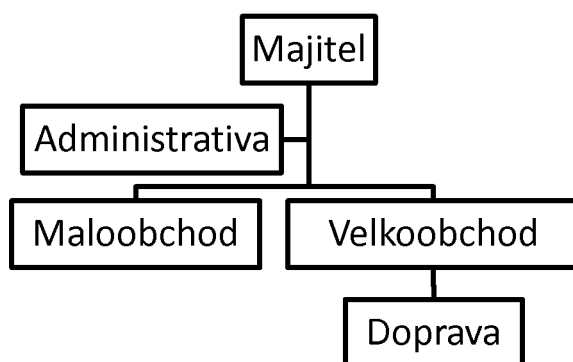 Majitel
Administrativa
Maloobchod
Velkoobchod
Doprava